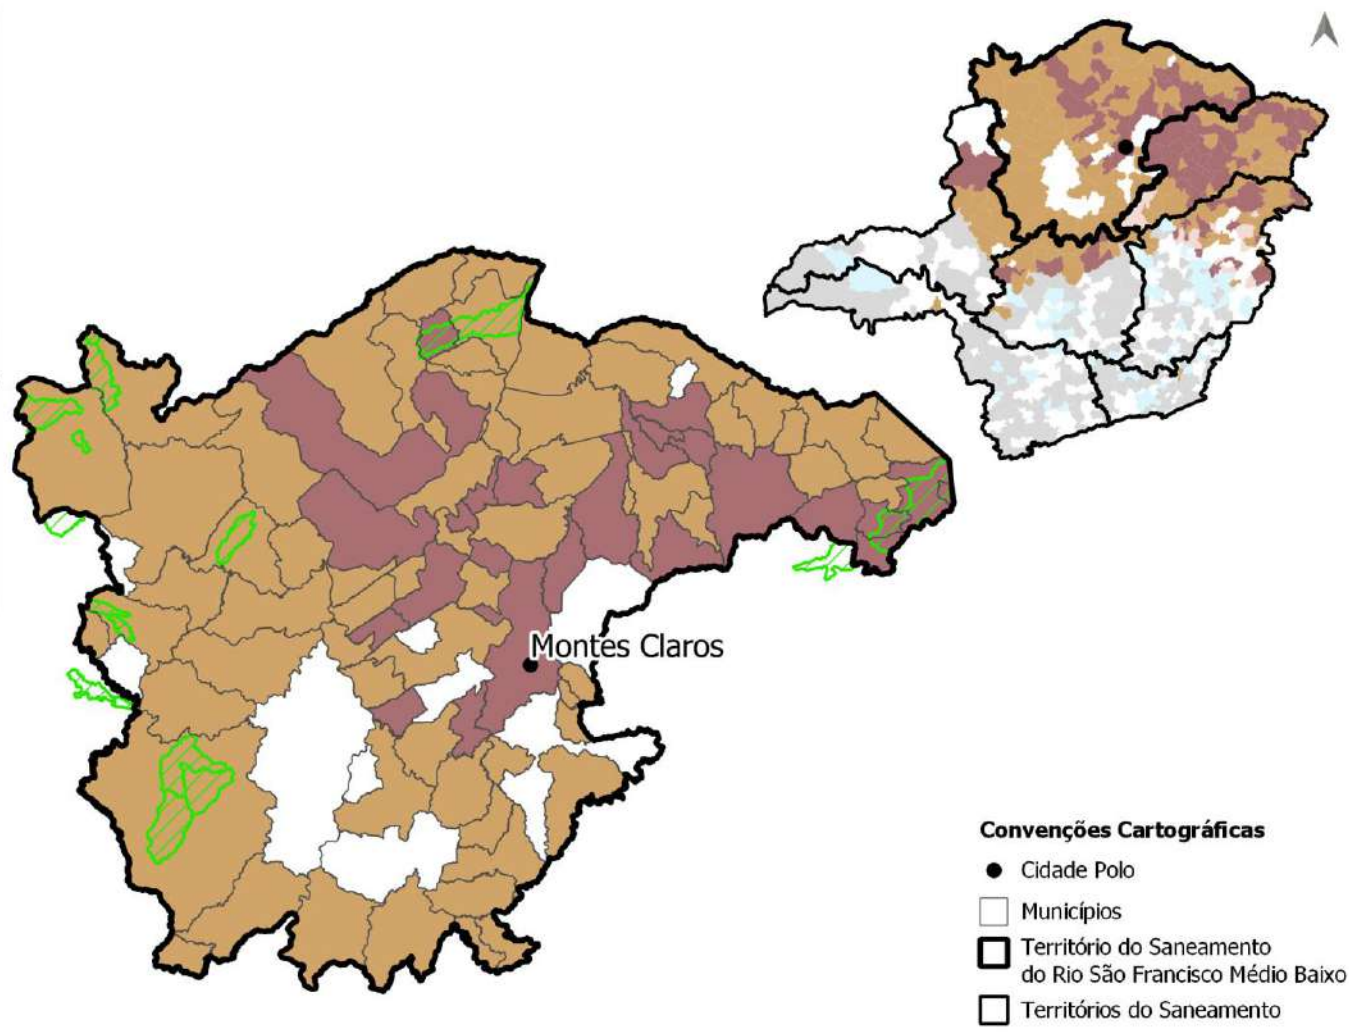 Montes Claros
Convenções Cartográficas
Cidade Polo
Municípios
Território do Saneamento
do Rio São Francisco Médio Baixo
Territórios do Saneamento